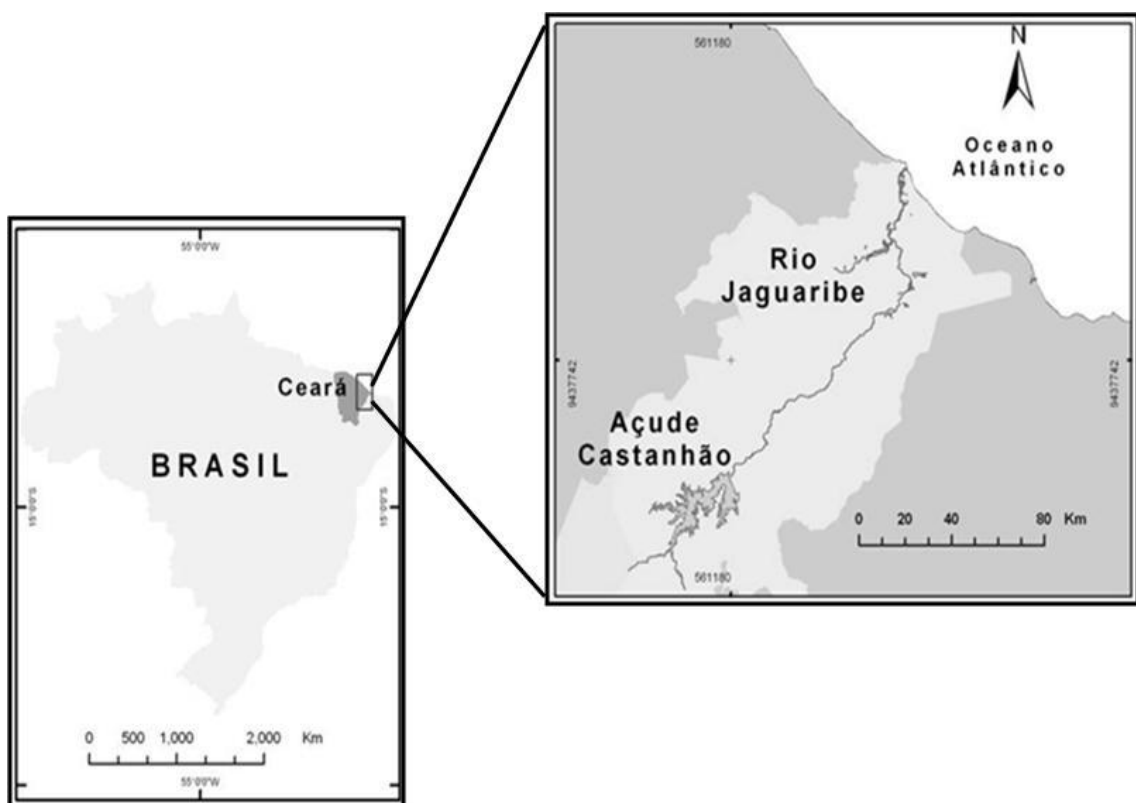 55°0'0"W
Ceará
BRASIL
15°0'0"S
15°0'0"S
0 500 1,000 2,000 Km
55°0'0"W
561180
N
Oceano
Atlântico
Rio
Jaguaribe
9437742
9437742
Açude
Castanhão
0 20 40 80 Km
561180